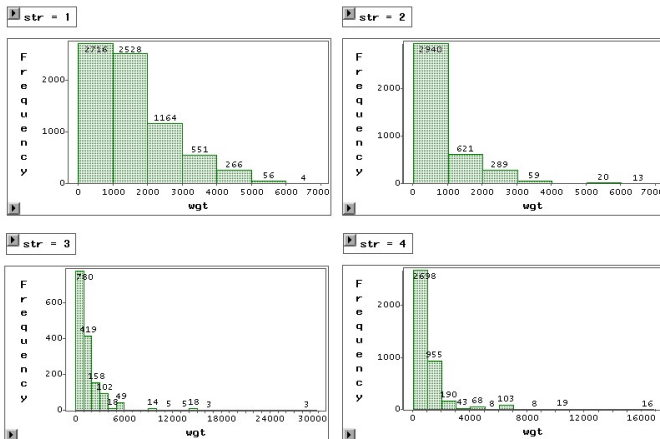 str = 1
Frequency
2716 2528 1164 551 266 56 4
2000
1000
0
0 1000 2000 3000 4000 5000 6000 7000
wgt
str = 2
Frequency
2940 621 289 59 20 13
2000
1000
0
0 1000 2000 3000 4000 5000 6000 7000
wgt
str = 3
Frequency
780 419 158 102 18 49 14 5 5 18 3 3
600
400
200
0
0 6000 12000 18000 24000 30000
wgt
str = 4
Frequency
2698 955 190 43 68 8 103 8 19 16
2000
1000
0
0 4000 8000 12000 16000
wgt